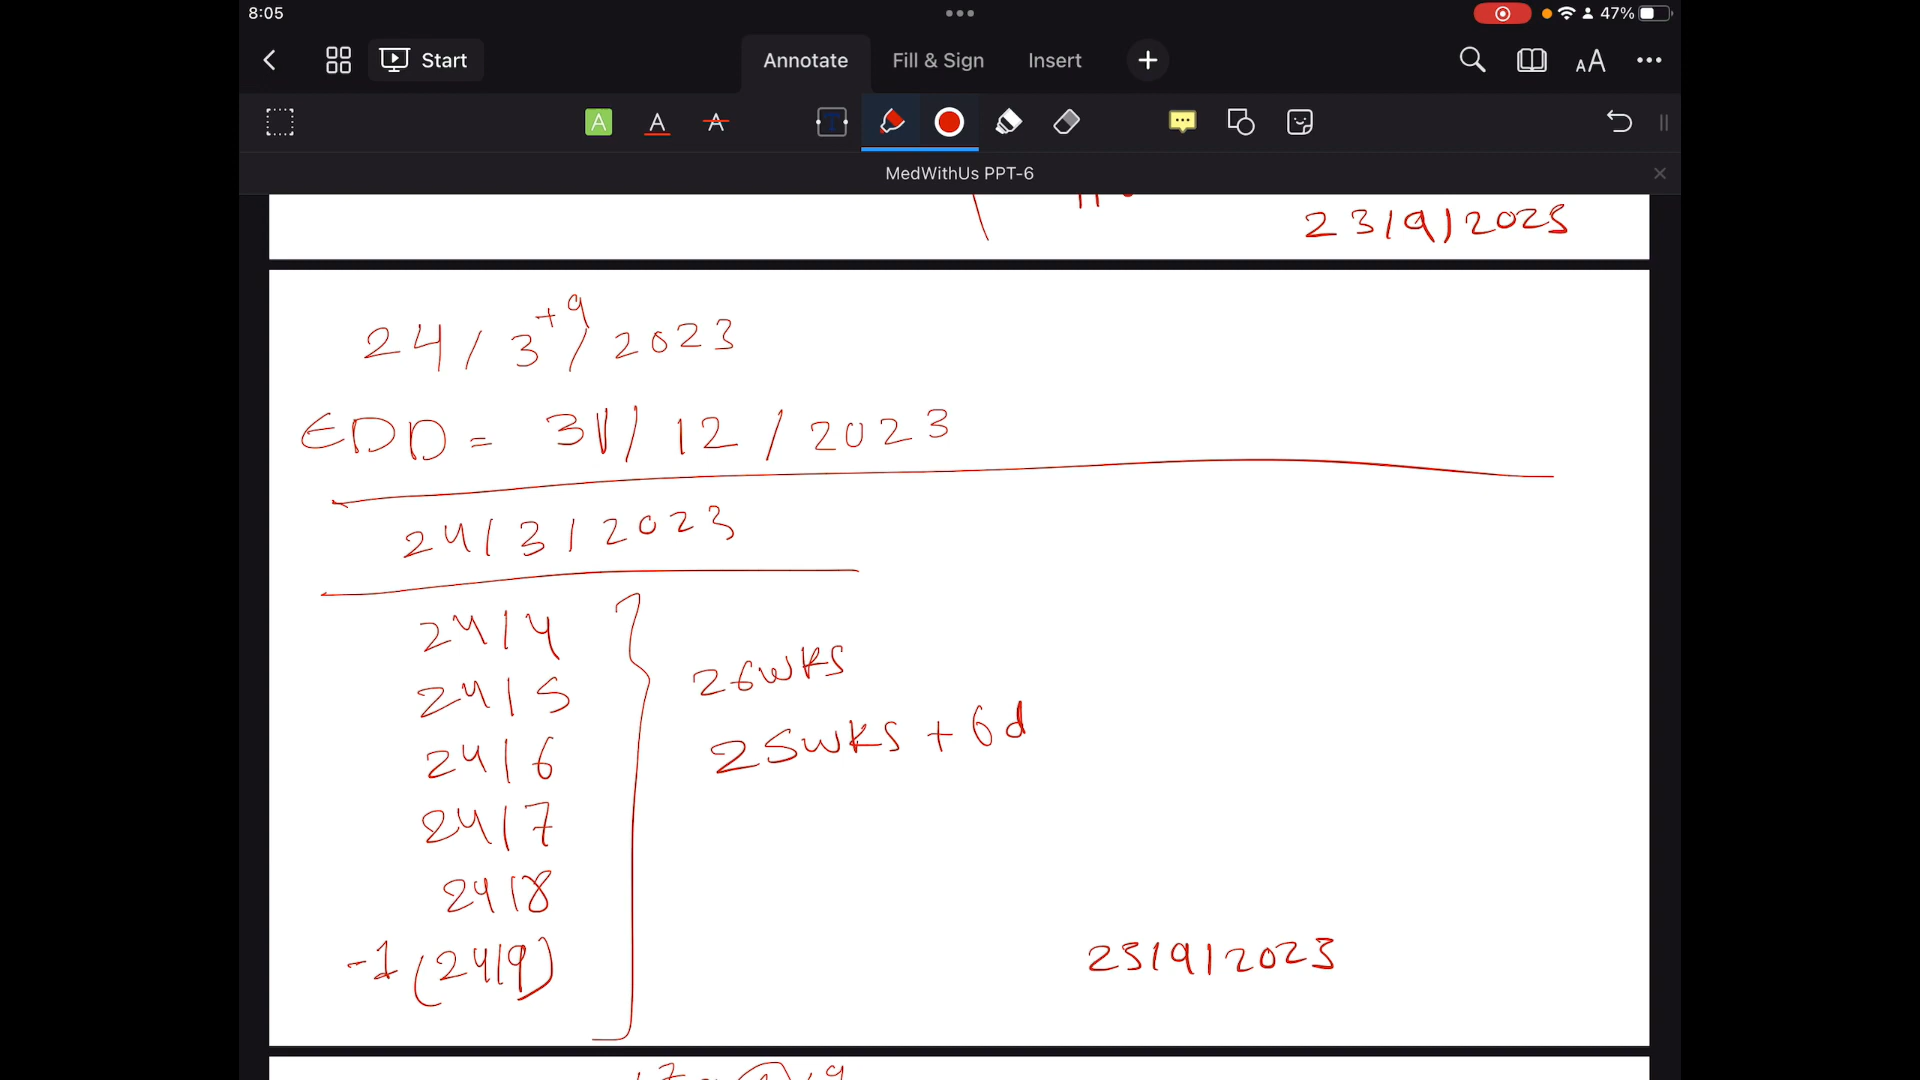 8:05
47%
Start
Annotate
Fill & Sign
Insert
MedWithUs PPT-6
23/9/2023
24/3+9/2023
EDD = 31/12/2023
24/3/2023
24/4
24/5
24/6
24/7
24/8
-1 (24/9)
26wks
25wks + 6d
23/9/2023